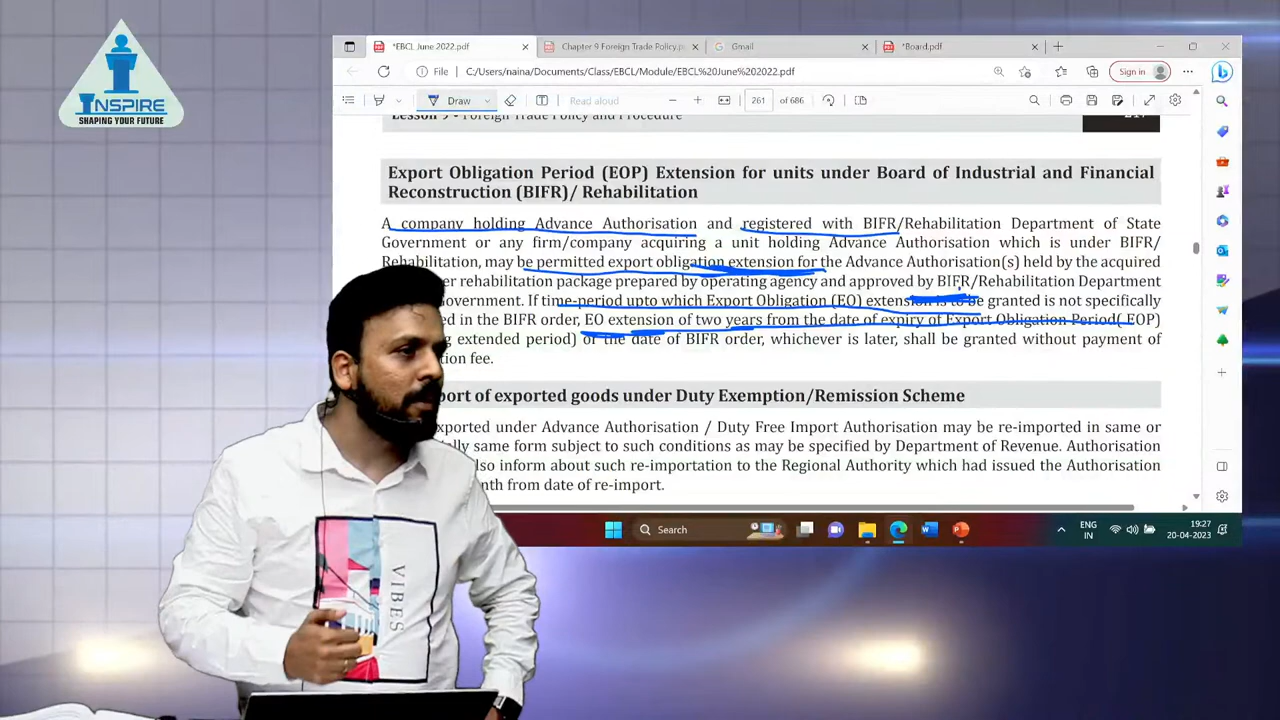 INSPIRE
SHAPING YOUR FUTURE
*EBCL June 2022.pdf
Chapter 9 Foreign Trade Policy.p
Gmail
*Board.pdf
File
C:/Users/naina/Documents/Class/EBCL/Module/EBCL%20June%202022.pdf
Sign in
Draw
Read aloud
261 of 686
Lesson 9 - Foreign Trade Policy and Procedure
217
Export Obligation Period (EOP) Extension for units under Board of Industrial and Financial
Reconstruction (BIFR)/ Rehabilitation
A company holding Advance Authorisation and registered with BIFR/Rehabilitation Department of State
Government or any firm/company acquiring a unit holding Advance Authorisation which is under BIFR/
Rehabilitation, may be permitted export obligation extension for the Advance Authorisation(s) held by the acquired
er rehabilitation package prepared by operating agency and approved by BIFR/Rehabilitation Department
Government. If time-period upto which Export Obligation (EO) extension is to be granted is not specifically
ed in the BIFR order, EO extension of two years from the date of expiry of Export Obligation Period( EOP)
g extended period) or the date of BIFR order, whichever is later, shall be granted without payment of
tion fee.
port of exported goods under Duty Exemption/Remission Scheme
xported under Advance Authorisation / Duty Free Import Authorisation may be re-imported in same or
ally same form subject to such conditions as may be specified by Department of Revenue. Authorisation
lso inform about such re-importation to the Regional Authority which had issued the Authorisation
nth from date of re-import.
Search
ENG
IN
19:27
20-04-2023
VIBES